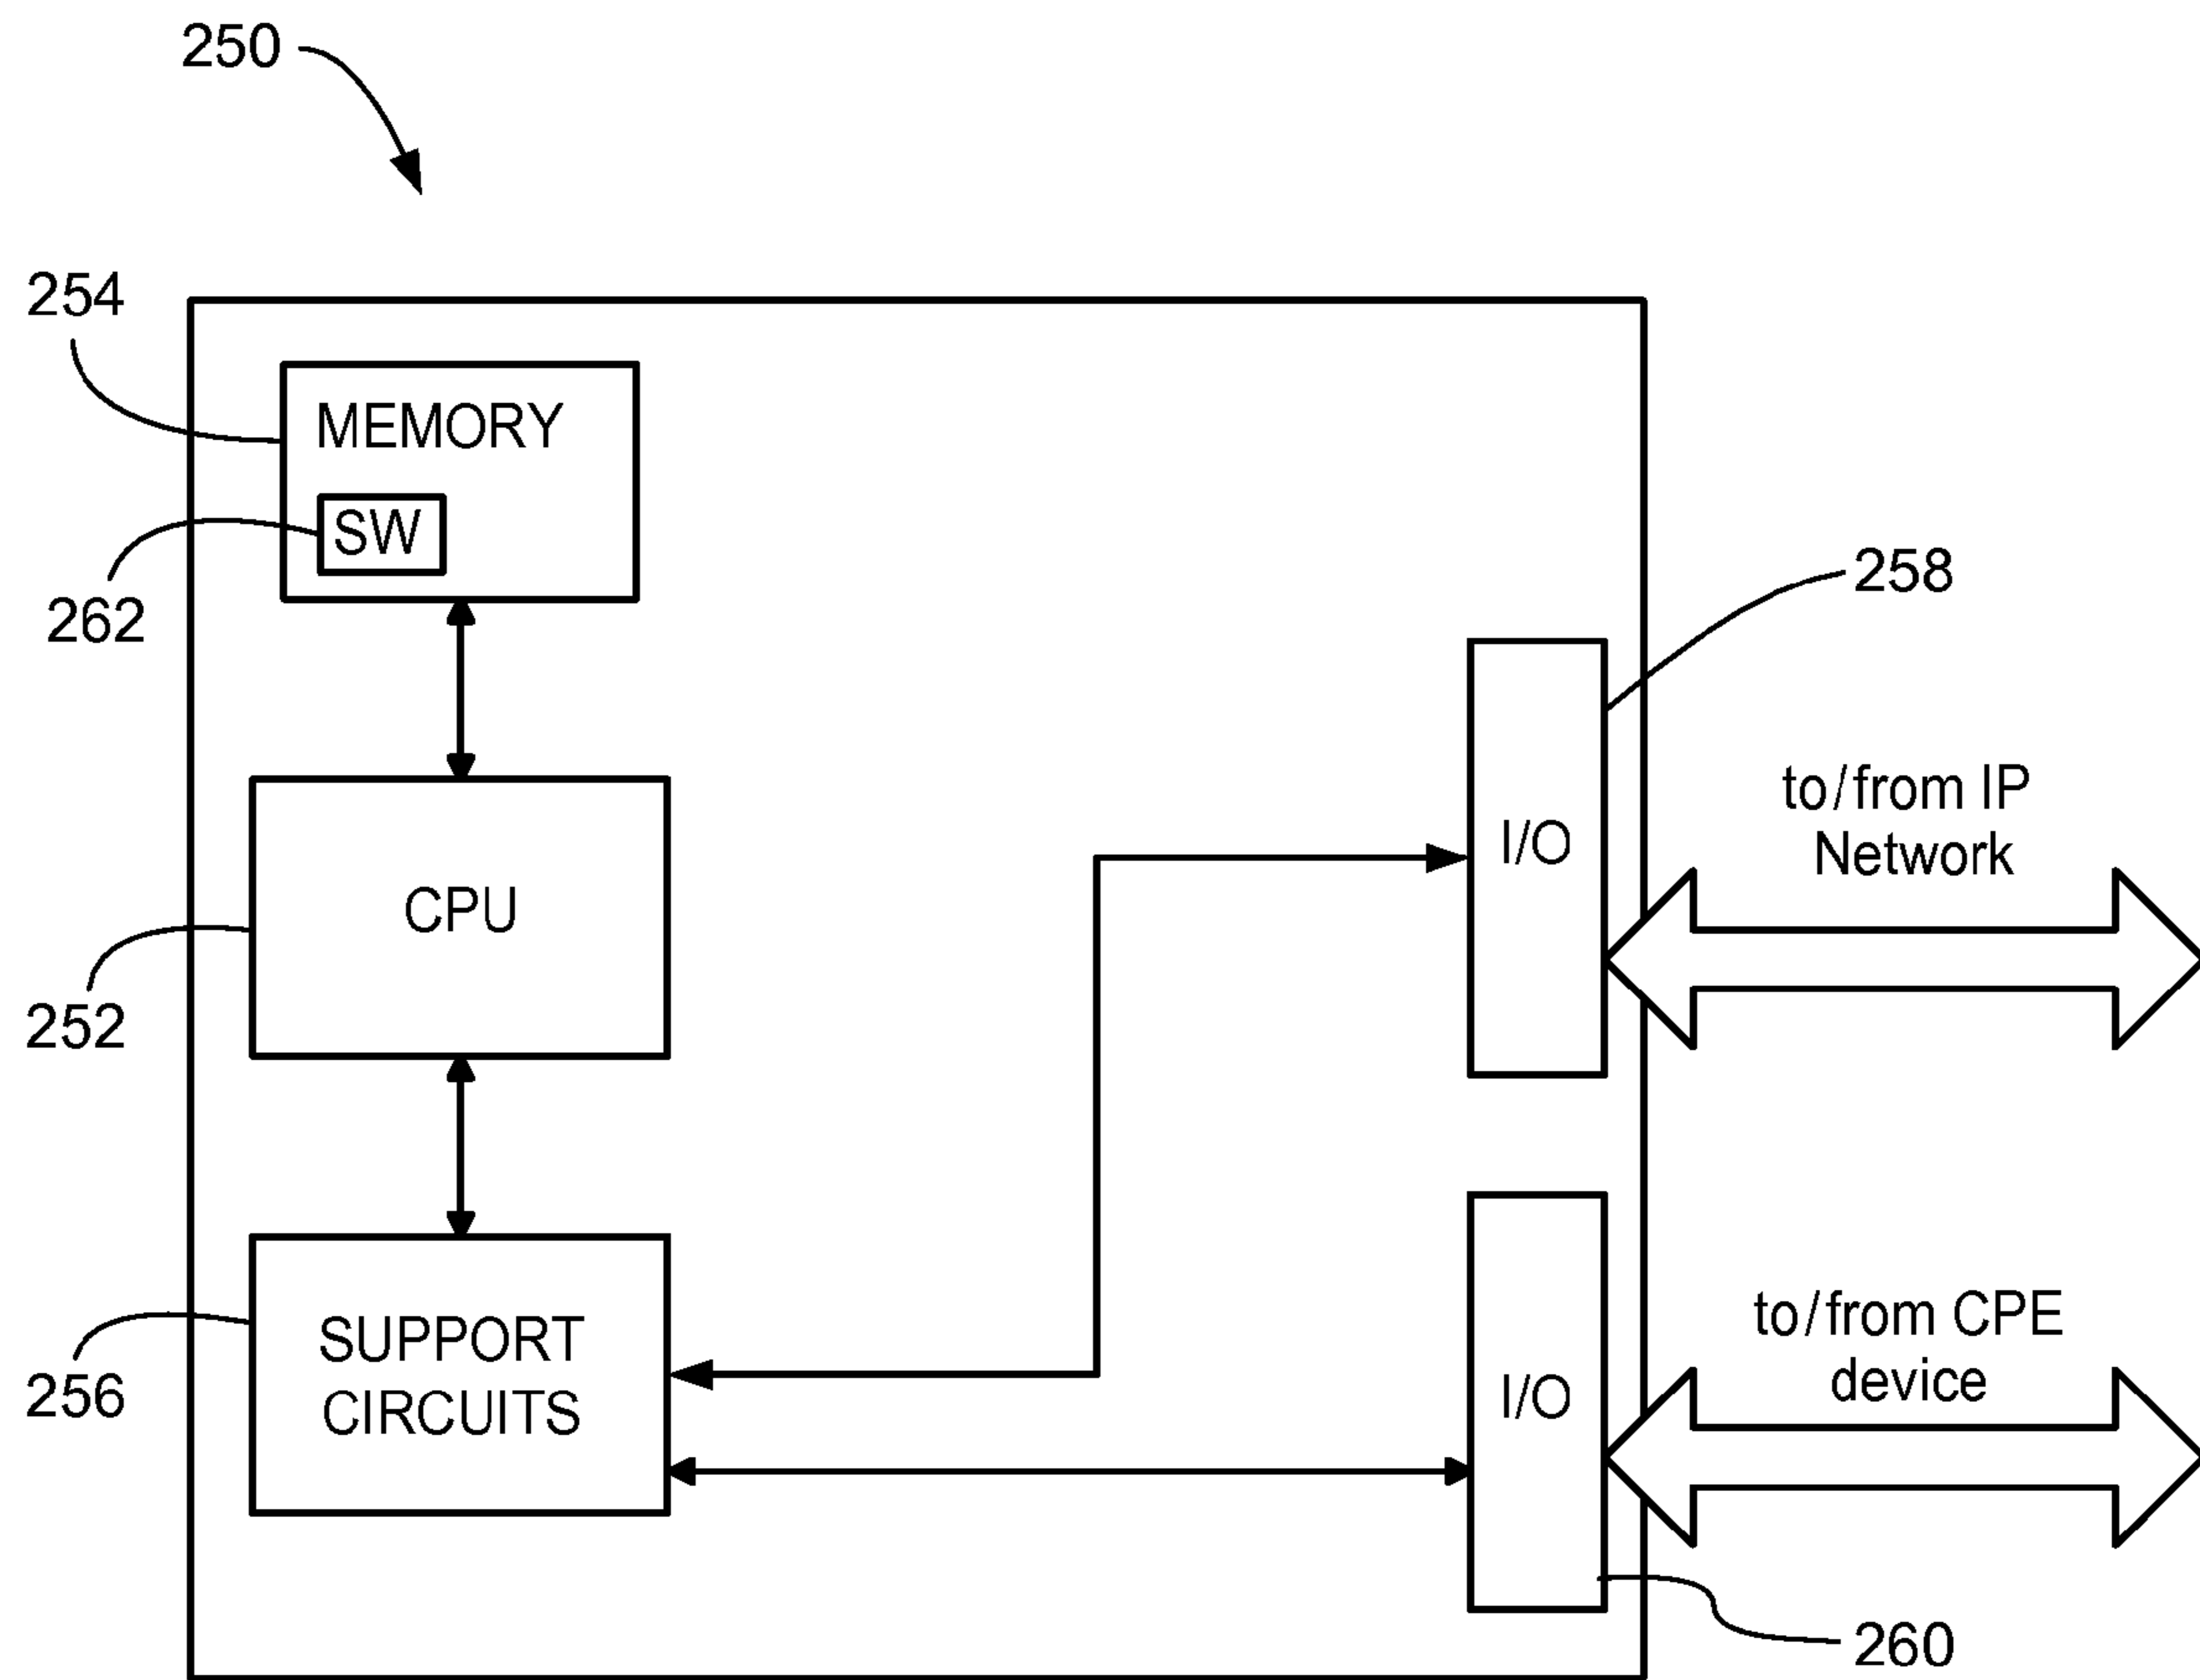 250
254
MEMORY
SW
262
258
to/from IP
Network
I/O
CPU
252
to/from CPE
device
SUPPORT
CIRCUITS
I/O
256
260